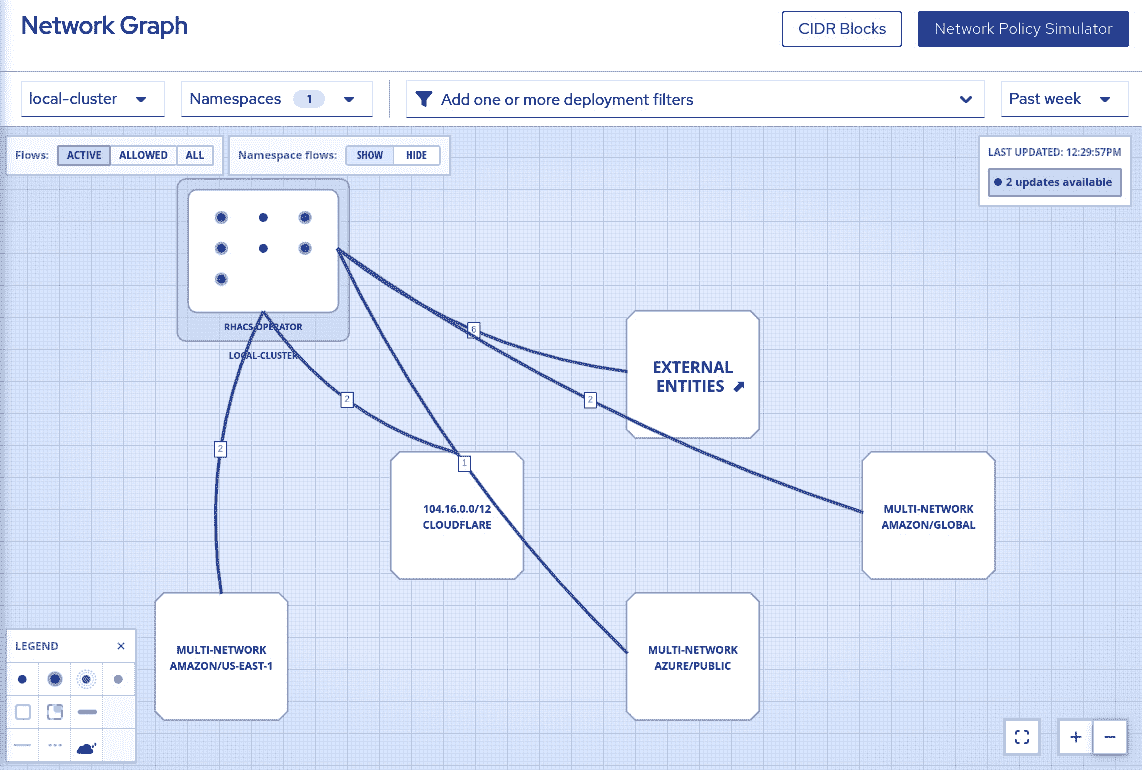 Network Graph
CIDR Blocks
Network Policy Simulator
local-cluster
Namespaces 1
Add one or more deployment filters
Past week
Flows: ACTIVE ALLOWED ALL
Namespace flows: SHOW HIDE
LAST UPDATED: 12:29:57PM
2 updates available
RHACS-OPERATOR
LOCAL-CLUSTER
6
EXTERNAL
ENTITIES
2
2
2
1
104.16.0.0/12
CLOUDFLARE
MULTI-NETWORK
AMAZON/GLOBAL
MULTI-NETWORK
AMAZON/US-EAST-1
MULTI-NETWORK
AZURE/PUBLIC
LEGEND